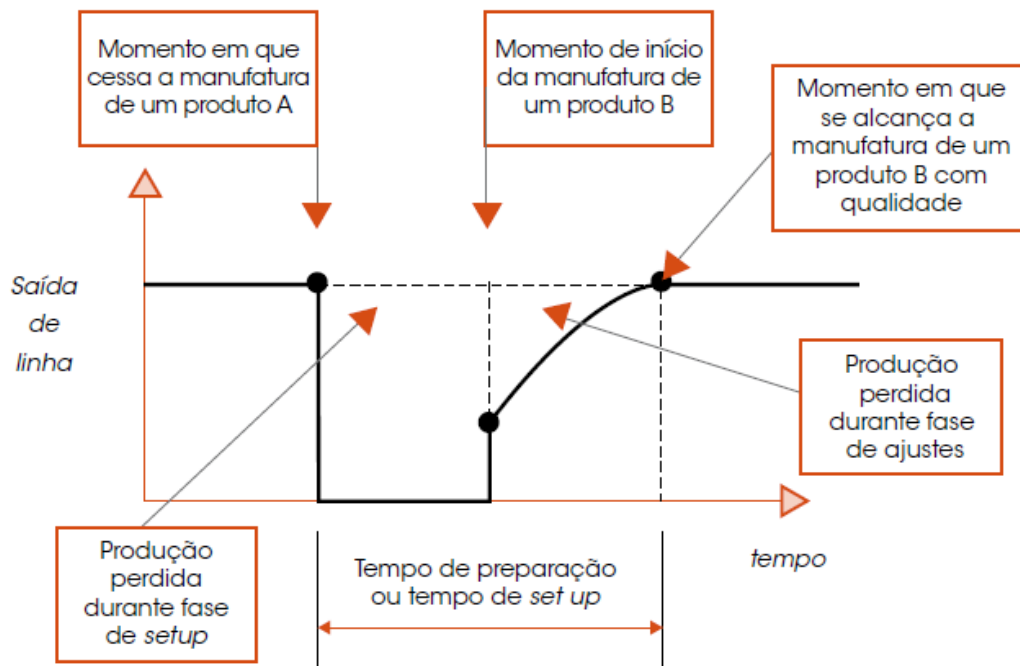 Momento em que
cessa a manufatura
de um produto A
Momento de início
da manufatura de
um produto B
Momento em que
se alcança a
manufatura de um
produto B com
qualidade
Saída
de
linha
Produção
perdida
durante fase
de ajustes
Produção
perdida
durante fase
de setup
Tempo de preparação
ou tempo de set up
tempo